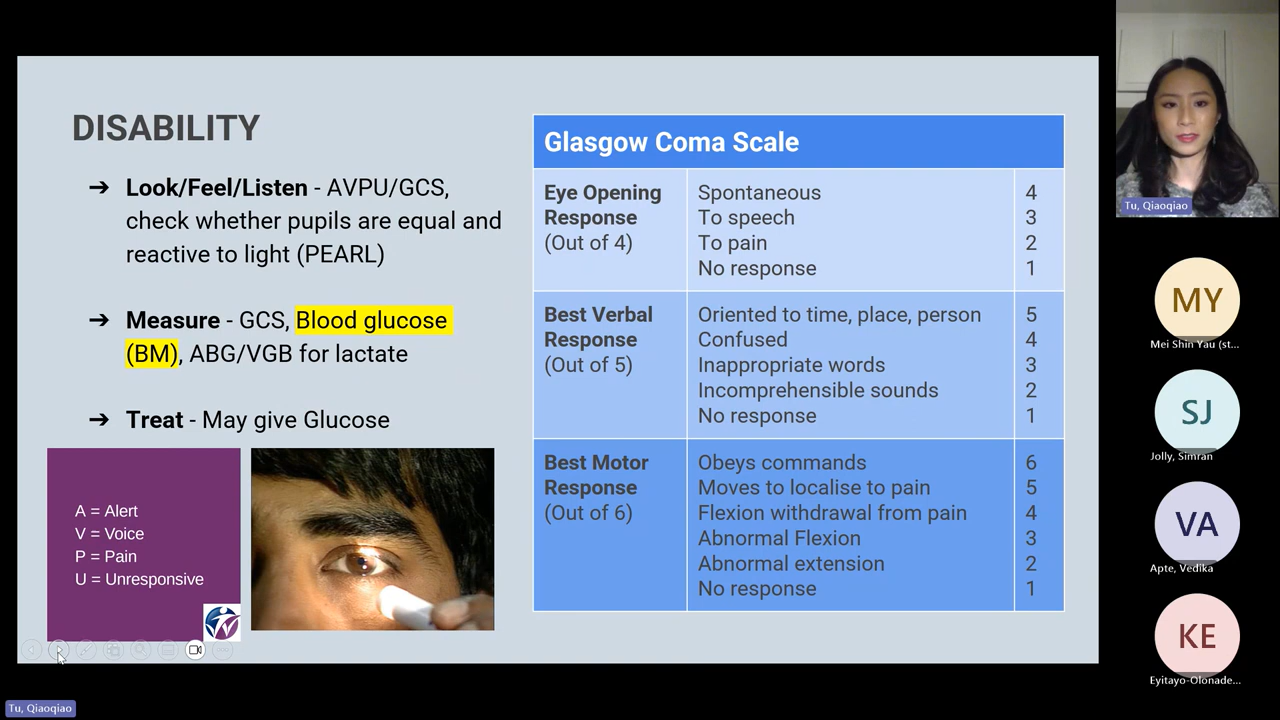 DISABILITY
➔ Look/Feel/Listen - AVPU/GCS,
check whether pupils are equal and
reactive to light (PEARL)
➔ Measure - GCS, Blood glucose
(BM), ABG/VGB for lactate
➔ Treat - May give Glucose
A = Alert
V = Voice
P = Pain
U = Unresponsive
Glasgow Coma Scale
Eye Opening
Response
(Out of 4)
Spontaneous 4
To speech 3
To pain 2
No response 1
Best Verbal
Response
(Out of 5)
Oriented to time, place, person 5
Confused 4
Inappropriate words 3
Incomprehensible sounds 2
No response 1
Best Motor
Response
(Out of 6)
Obeys commands 6
Moves to localise to pain 5
Flexion withdrawal from pain 4
Abnormal Flexion 3
Abnormal extension 2
No response 1
Tu, Qiaoqiao
MY
Mei Shin Yau (st...
SJ
Jolly, Simran
VA
Apte, Vedika
KE
Eyitayo-Olonade...
Tu, Qiaoqiao